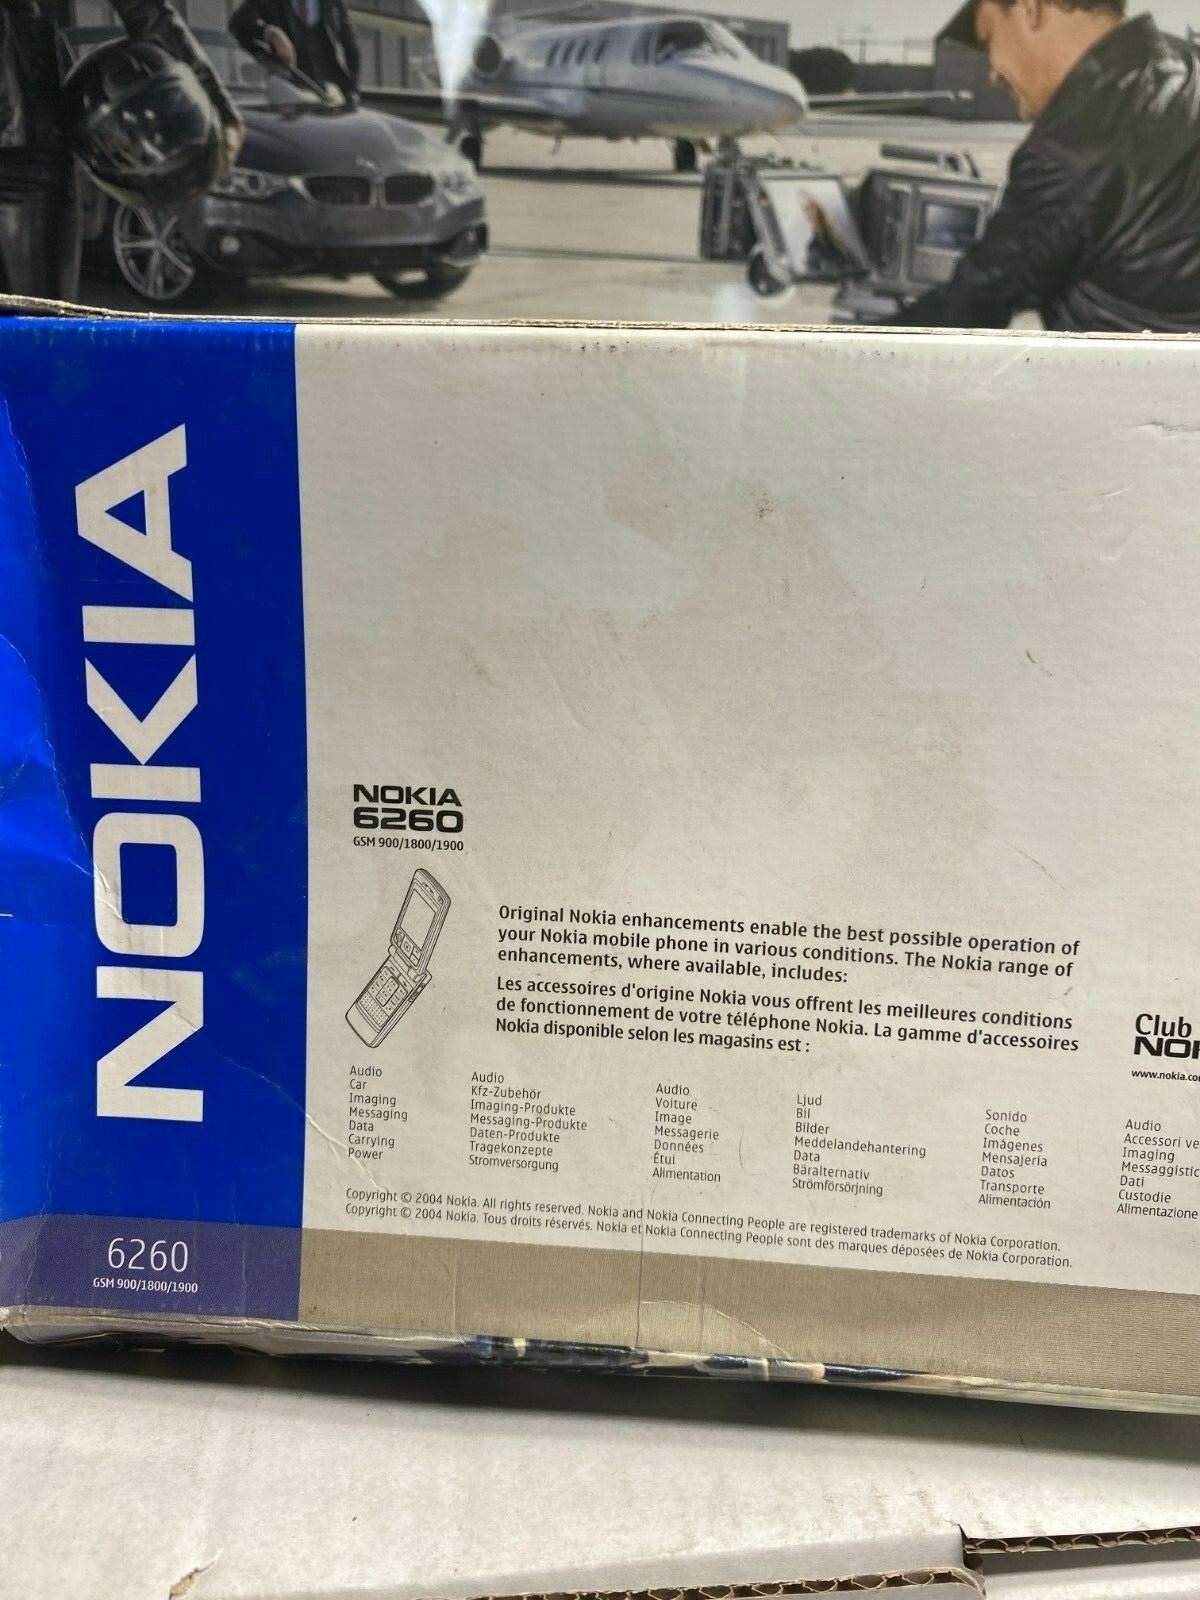 NOKIA
6260
GSM 900/1800/1900
NOKIA
6260
GSM 900/1800/1900
Original Nokia enhancements enable the best possible operation of
your Nokia mobile phone in various conditions. The Nokia range of
enhancements, where available, includes:
Les accessoires d'origine Nokia vous offrent les meilleures conditions
de fonctionnement de votre téléphone Nokia. La gamme d'accessoires
Nokia disponible selon les magasins est :
Club
NOK
www.nokia.co
Audio
Car
Imaging
Messaging
Data
Carrying
Power
Audio
Kfz-Zubehör
Imaging-Produkte
Messaging-Produkte
Daten-Produkte
Tragekonzepte
Stromversorgung
Audio
Voiture
Image
Messagerie
Données
Étui
Alimentation
Ljud
Bil
Bilder
Meddelandehantering
Data
Bäralternativ
Strömförsörjning
Sonido
Coche
Imágenes
Mensajería
Datos
Transporte
Alimentación
Audio
Accessori ve
Imaging
Messaggistic
Dati
Custodie
Alimentazione
Copyright © 2004 Nokia. All rights reserved. Nokia and Nokia Connecting People are registered trademarks of Nokia Corporation.
Copyright © 2004 Nokia. Tous droits réservés. Nokia et Nokia Connecting People sont des marques déposées de Nokia Corporation.